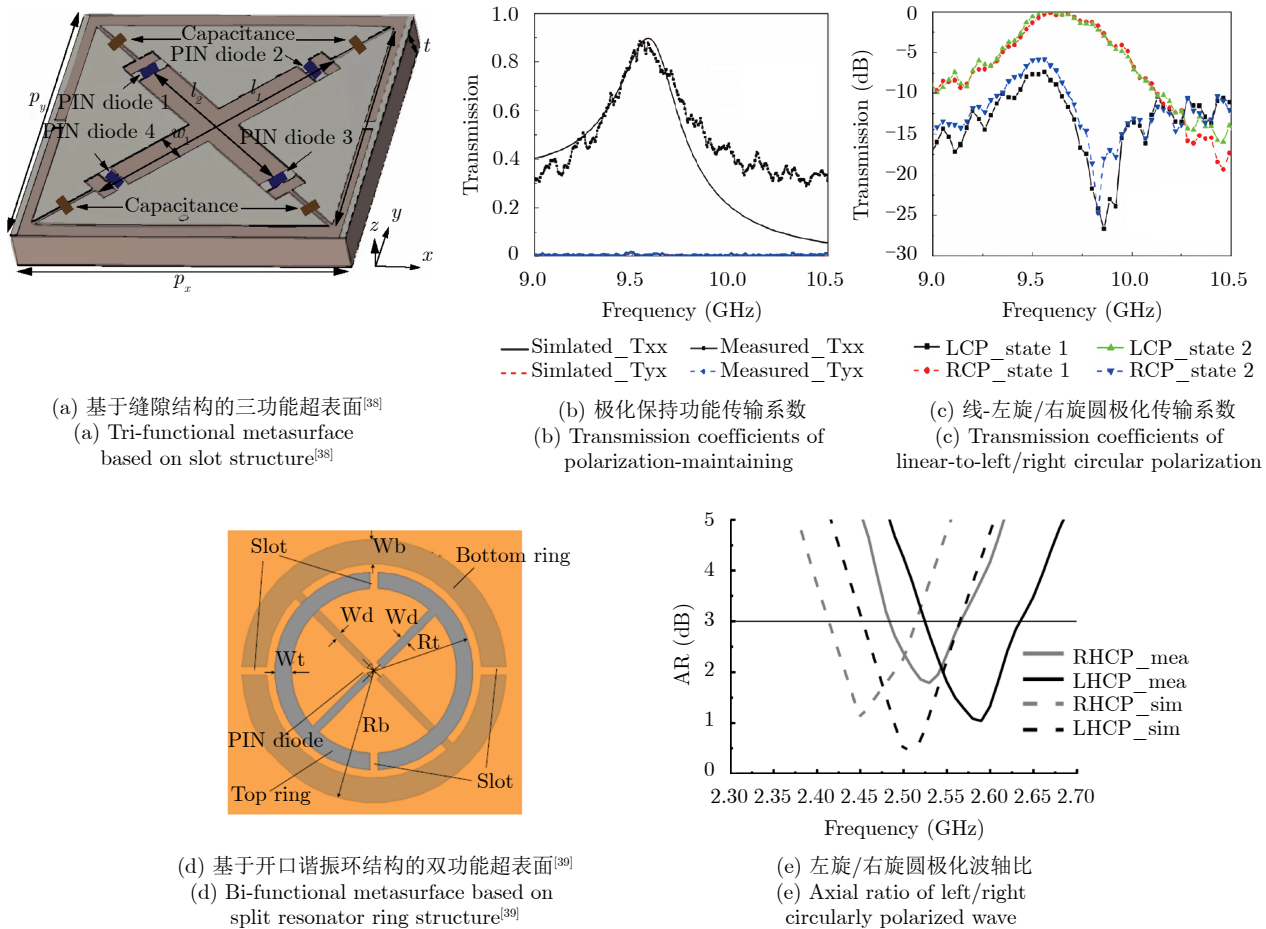 Capacitance
PIN diode 2
t
p_y
PIN diode 1
l_2
l_1
PIN diode 4
w_1
PIN diode 3
Capacitance
p_x
z
y
x
1.0
0.8
0.6
0.4
0.2
0
Transmission
9.0 9.5 10.0 10.5
Frequency (GHz)
Simlated_Txx
Measured_Txx
Simlated_Tyx
Measured_Tyx
0
−5
−10
−15
−20
−25
−30
Transmission (dB)
9.0 9.5 10.0 10.5
Frequency (GHz)
LCP_state 1
LCP_state 2
RCP_state 1
RCP_state 2
(a) 基于缝隙结构的三功能超表面[38]
(a) Tri-functional metasurface
based on slot structure[38]
(b) 极化保持功能传输系数
(b) Transmission coefficients of
polarization-maintaining
(c) 线-左旋/右旋圆极化传输系数
(c) Transmission coefficients of
linear-to-left/right circular polarization
Slot
Wb
Bottom ring
Wd
Wd
Rt
Wt
Rb
PIN diode
Slot
Top ring
5
4
3
2
1
0
AR (dB)
RHCP_mea
LHCP_mea
RHCP_sim
LHCP_sim
2.30 2.35 2.40 2.45 2.50 2.55 2.60 2.65 2.70
Frequency (GHz)
(d) 基于开口谐振环结构的双功能超表面[39]
(d) Bi-functional metasurface based on
split resonator ring structure[39]
(e) 左旋/右旋圆极化波轴比
(e) Axial ratio of left/right
circularly polarized wave